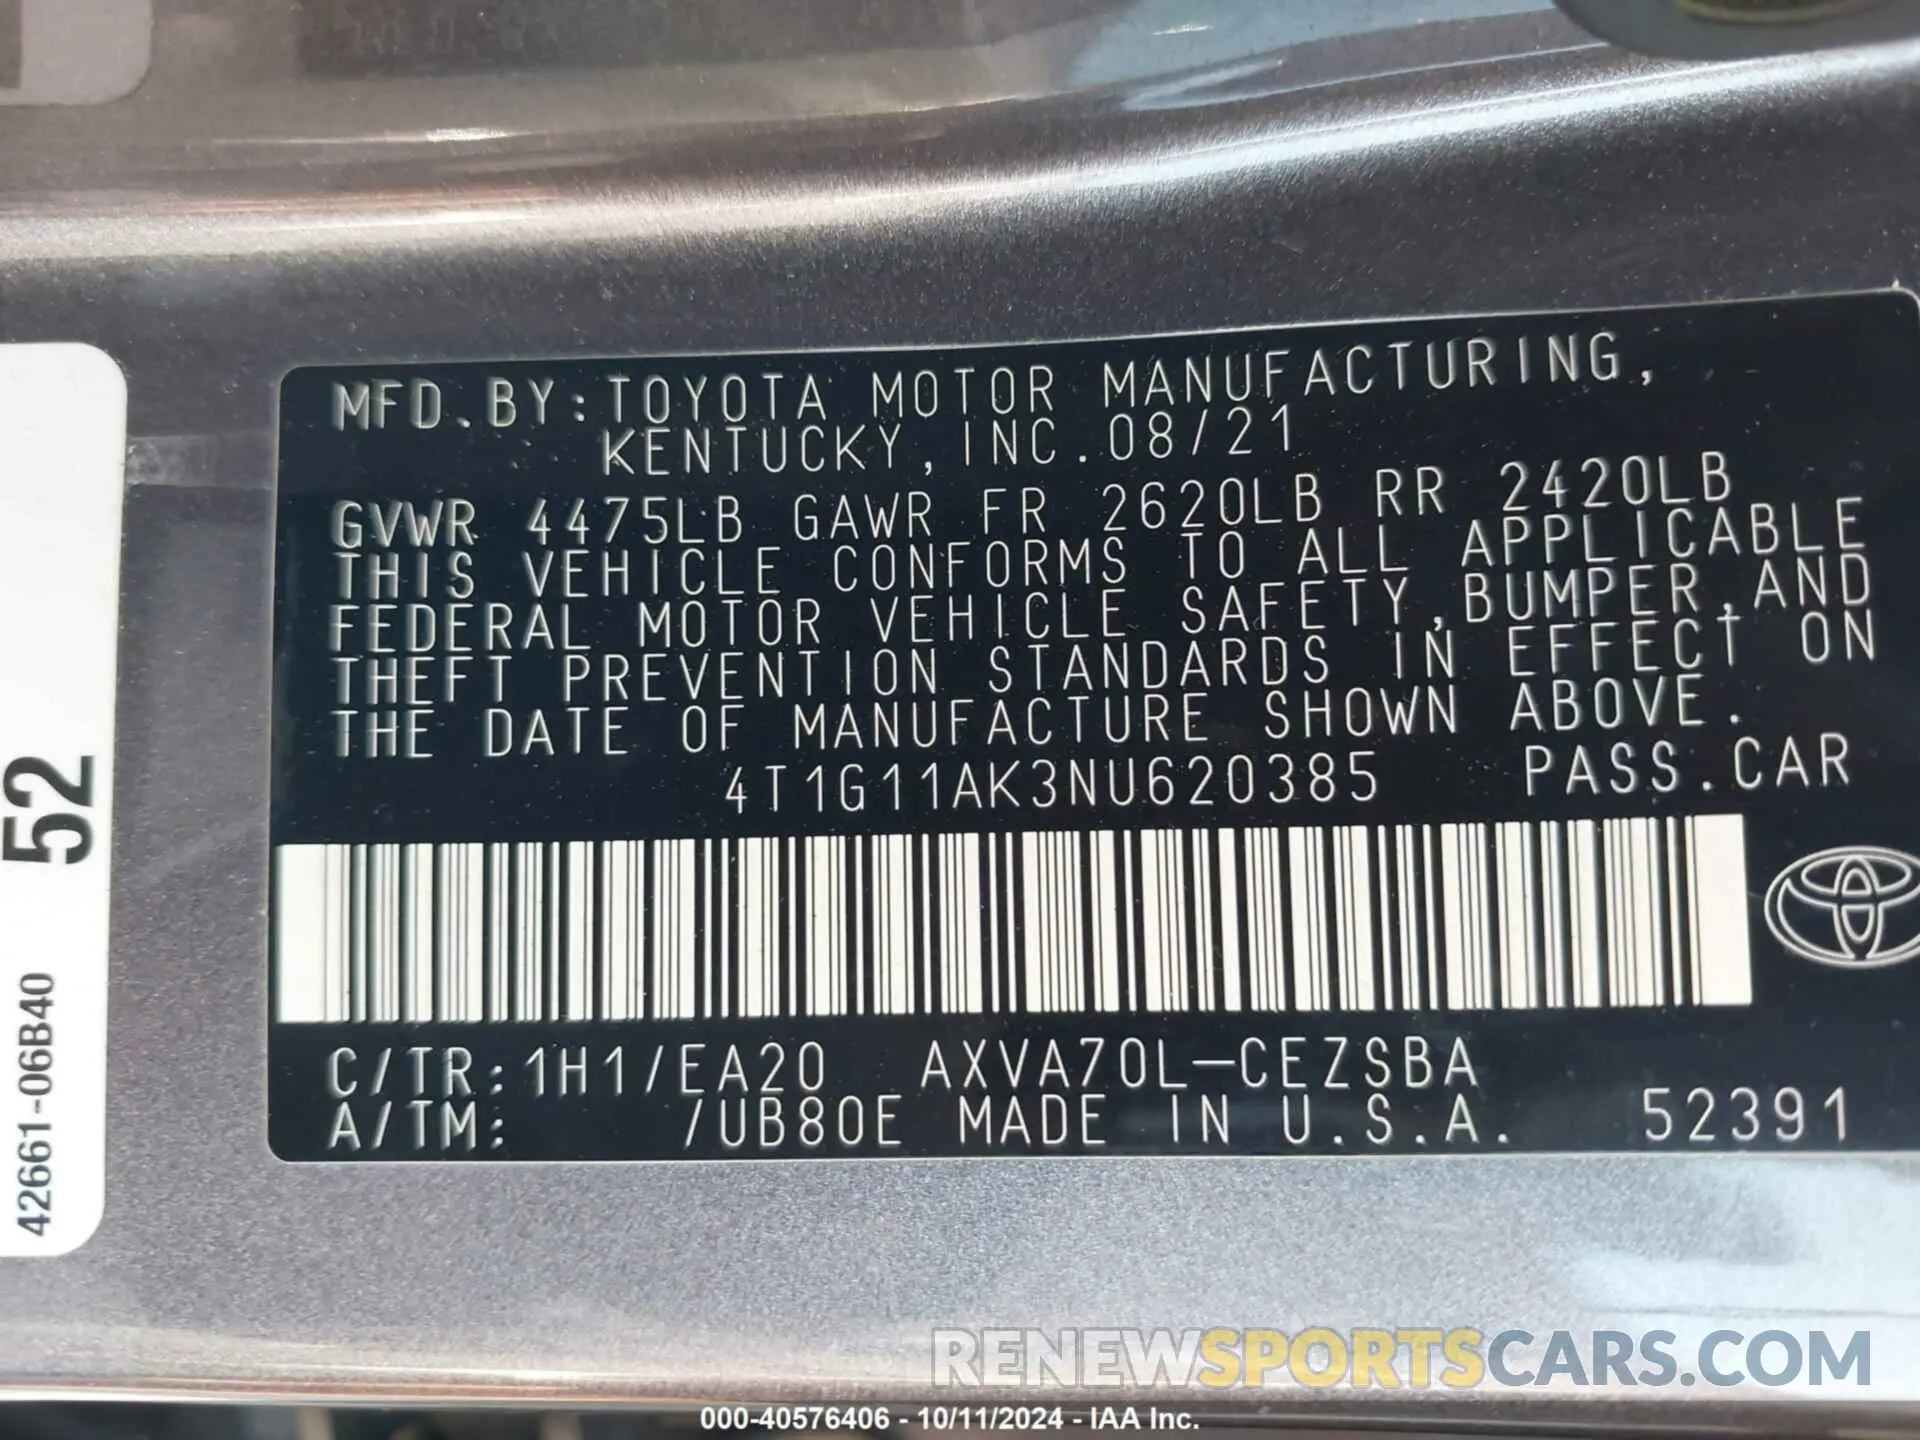 MFD. BY: TOYOTA MOTOR MANUFACTURING,
KENTUCKY, INC. 08/21
GVWR 4475LB GAWR FR 2620LB RR 2420LB
THIS VEHICLE CONFORMS TO ALL APPLICABLE
FEDERAL MOTOR VEHICLE SAFETY, BUMPER, AND
THEFT PREVENTION STANDARDS IN EFFECT ON
THE DATE OF MANUFACTURE SHOWN ABOVE.
4T1G11AK3NU620385 PASS. CAR
C/TR: 1H1/EA20 AXVA70L-CEZSBA
A/TM: /UB80E MADE IN U.S.A. 52391
52
42661-06B40
RENEWSPORTSCARS.COM
000-40576406 - 10/11/2024 - IAA Inc.